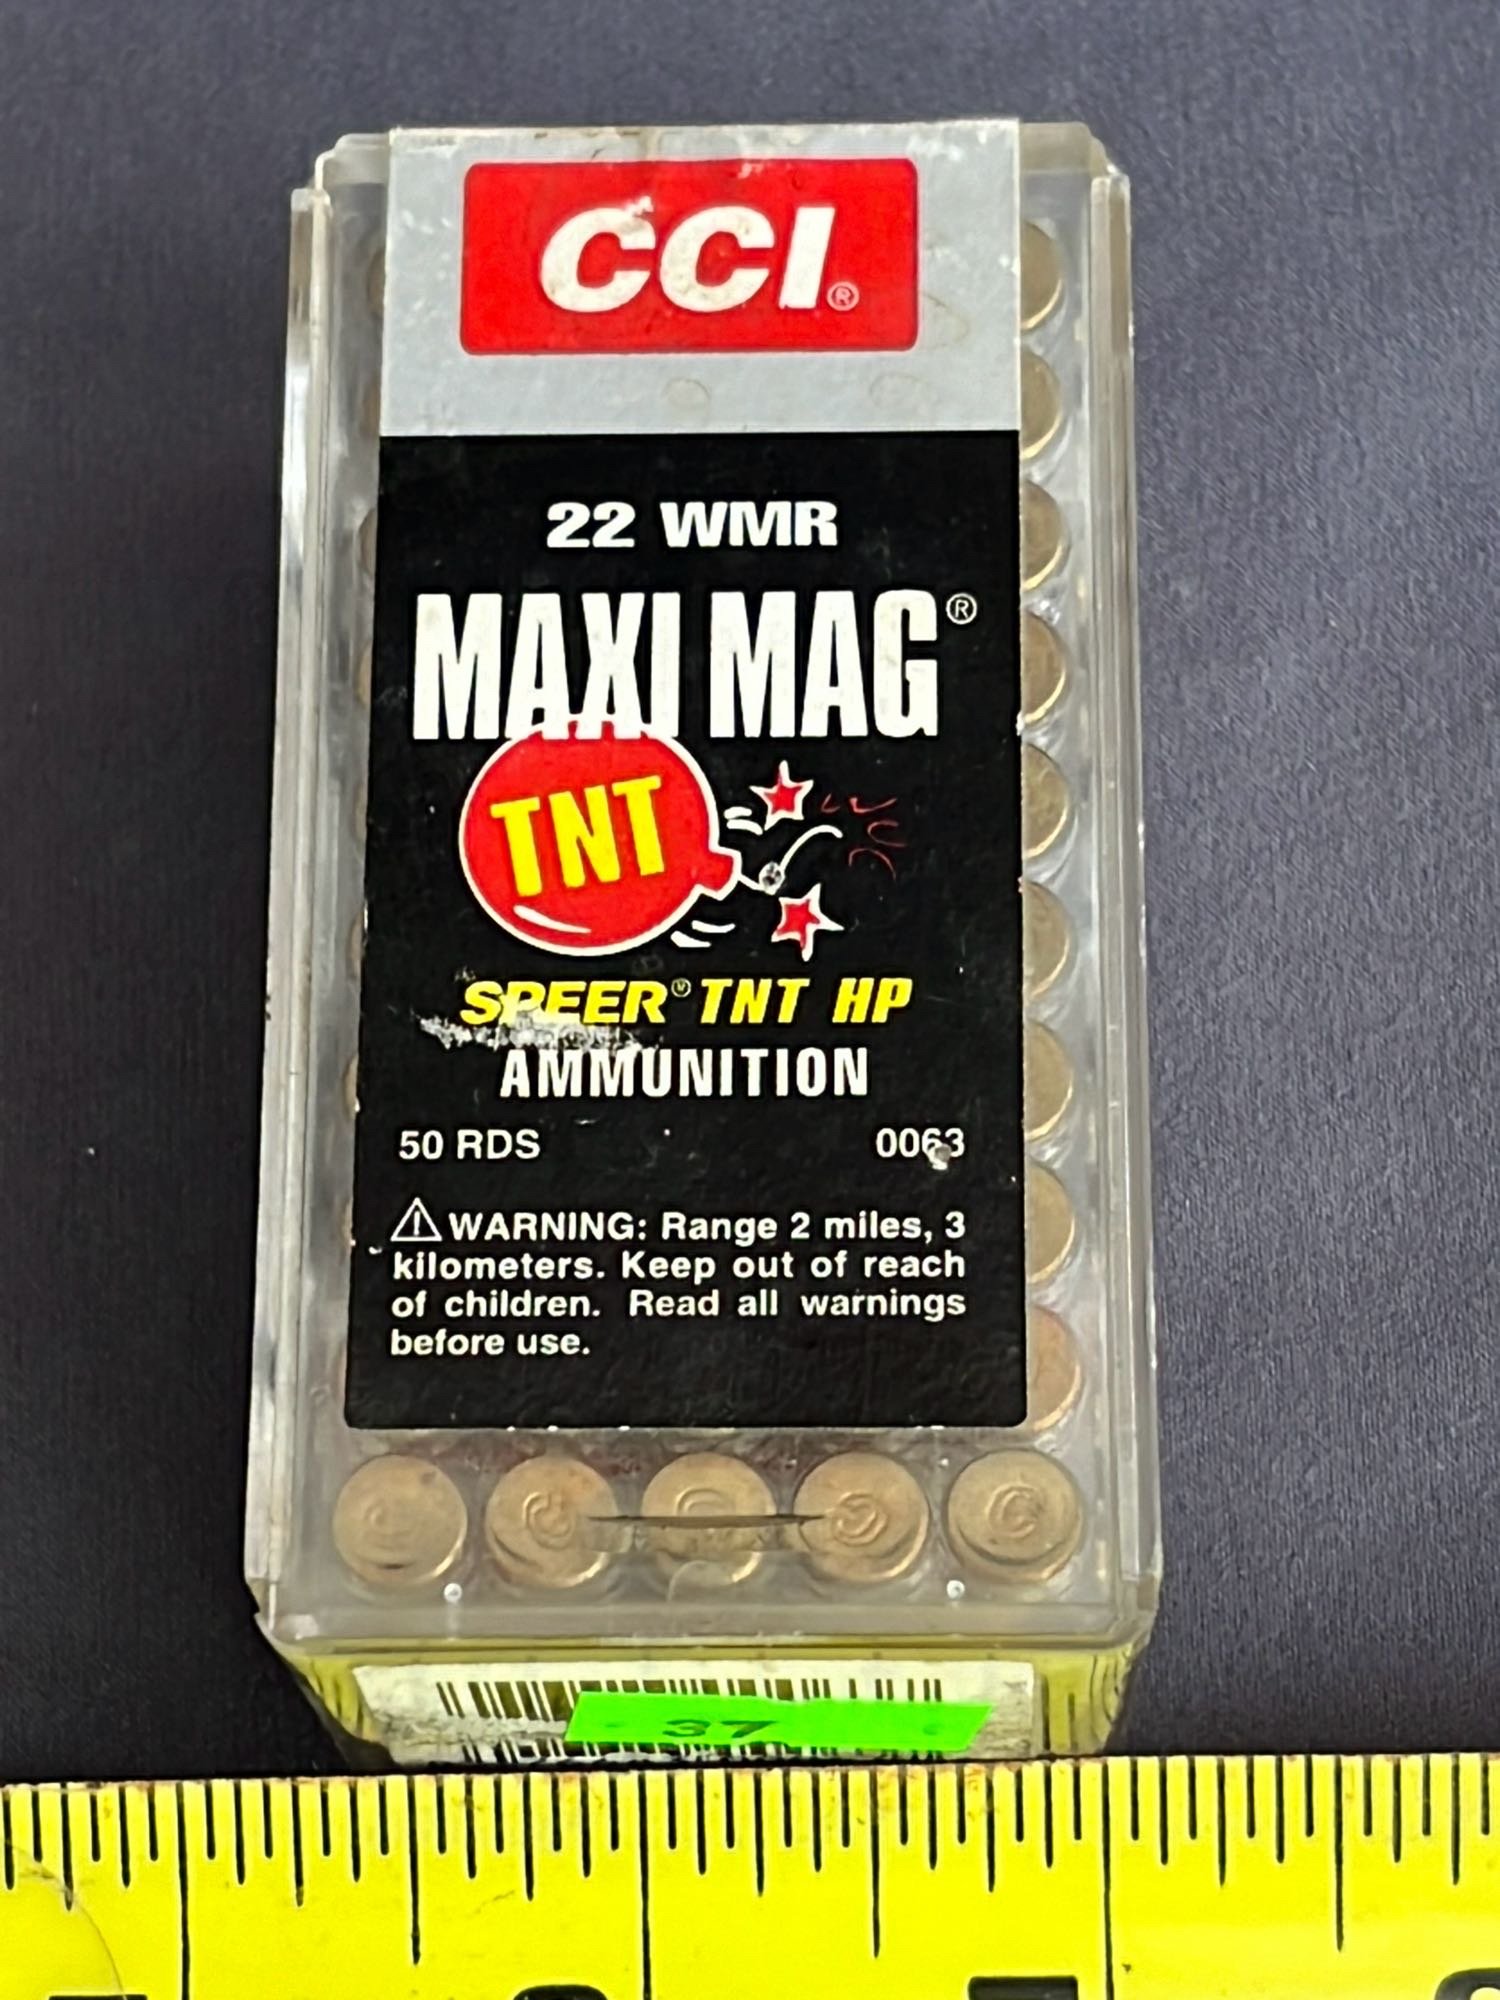 CCI®
22 WMR
MAXI MAG®
TNT
SPEER® TNT HP
AMMUNITION
50 RDS 0063
⚠ WARNING: Range 2 miles, 3
kilometers. Keep out of reach
of children. Read all warnings
before use.
C C C C
37